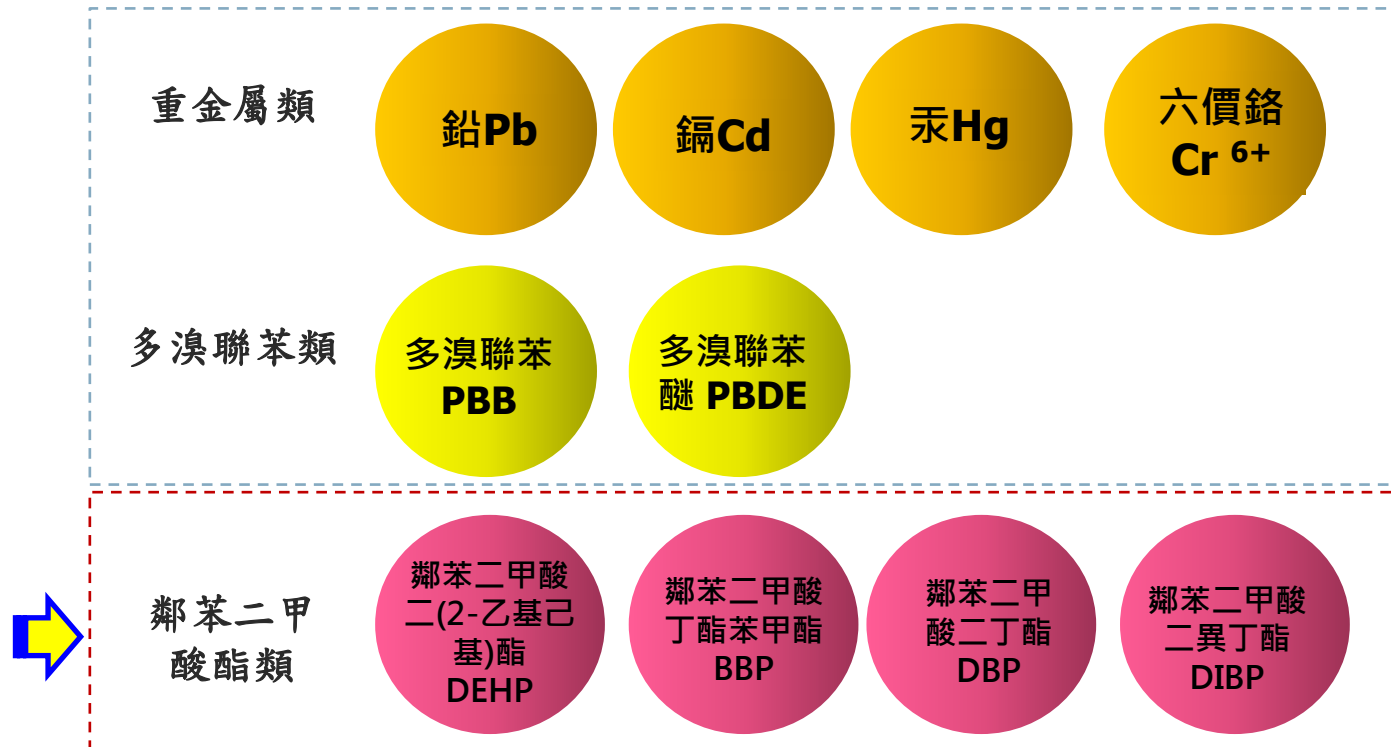 重金屬類
鉛Pb
鎘Cd
汞Hg
六價鉻
Cr 6+
多溴聯苯類
多溴聯苯
PBB
多溴聯苯
醚 PBDE
鄰苯二甲
酸酯類
鄰苯二甲酸
二(2-乙基己
基)酯
DEHP
鄰苯二甲酸
丁酯苯甲酯
BBP
鄰苯二甲
酸二丁酯
DBP
鄰苯二甲酸
二異丁酯
DIBP